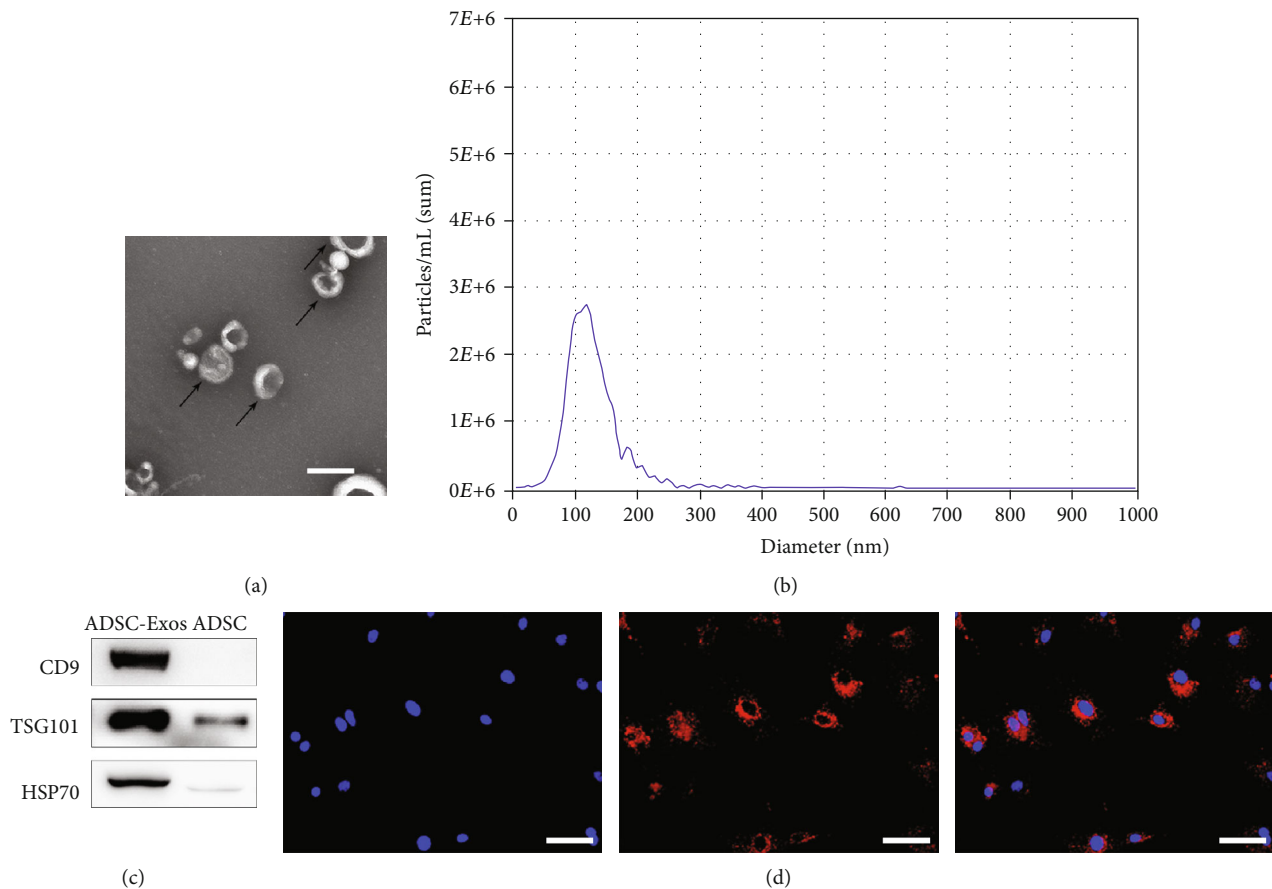 7E+6
6E+6
5E+6
4E+6
3E+6
2E+6
1E+6
0E+6
Particles/mL (sum)
0 100 200 300 400 500 600 700 800 900 1000
Diameter (nm)
(a)
(b)
ADSC-Exos ADSC
CD9
TSG101
HSP70
(c)
(d)